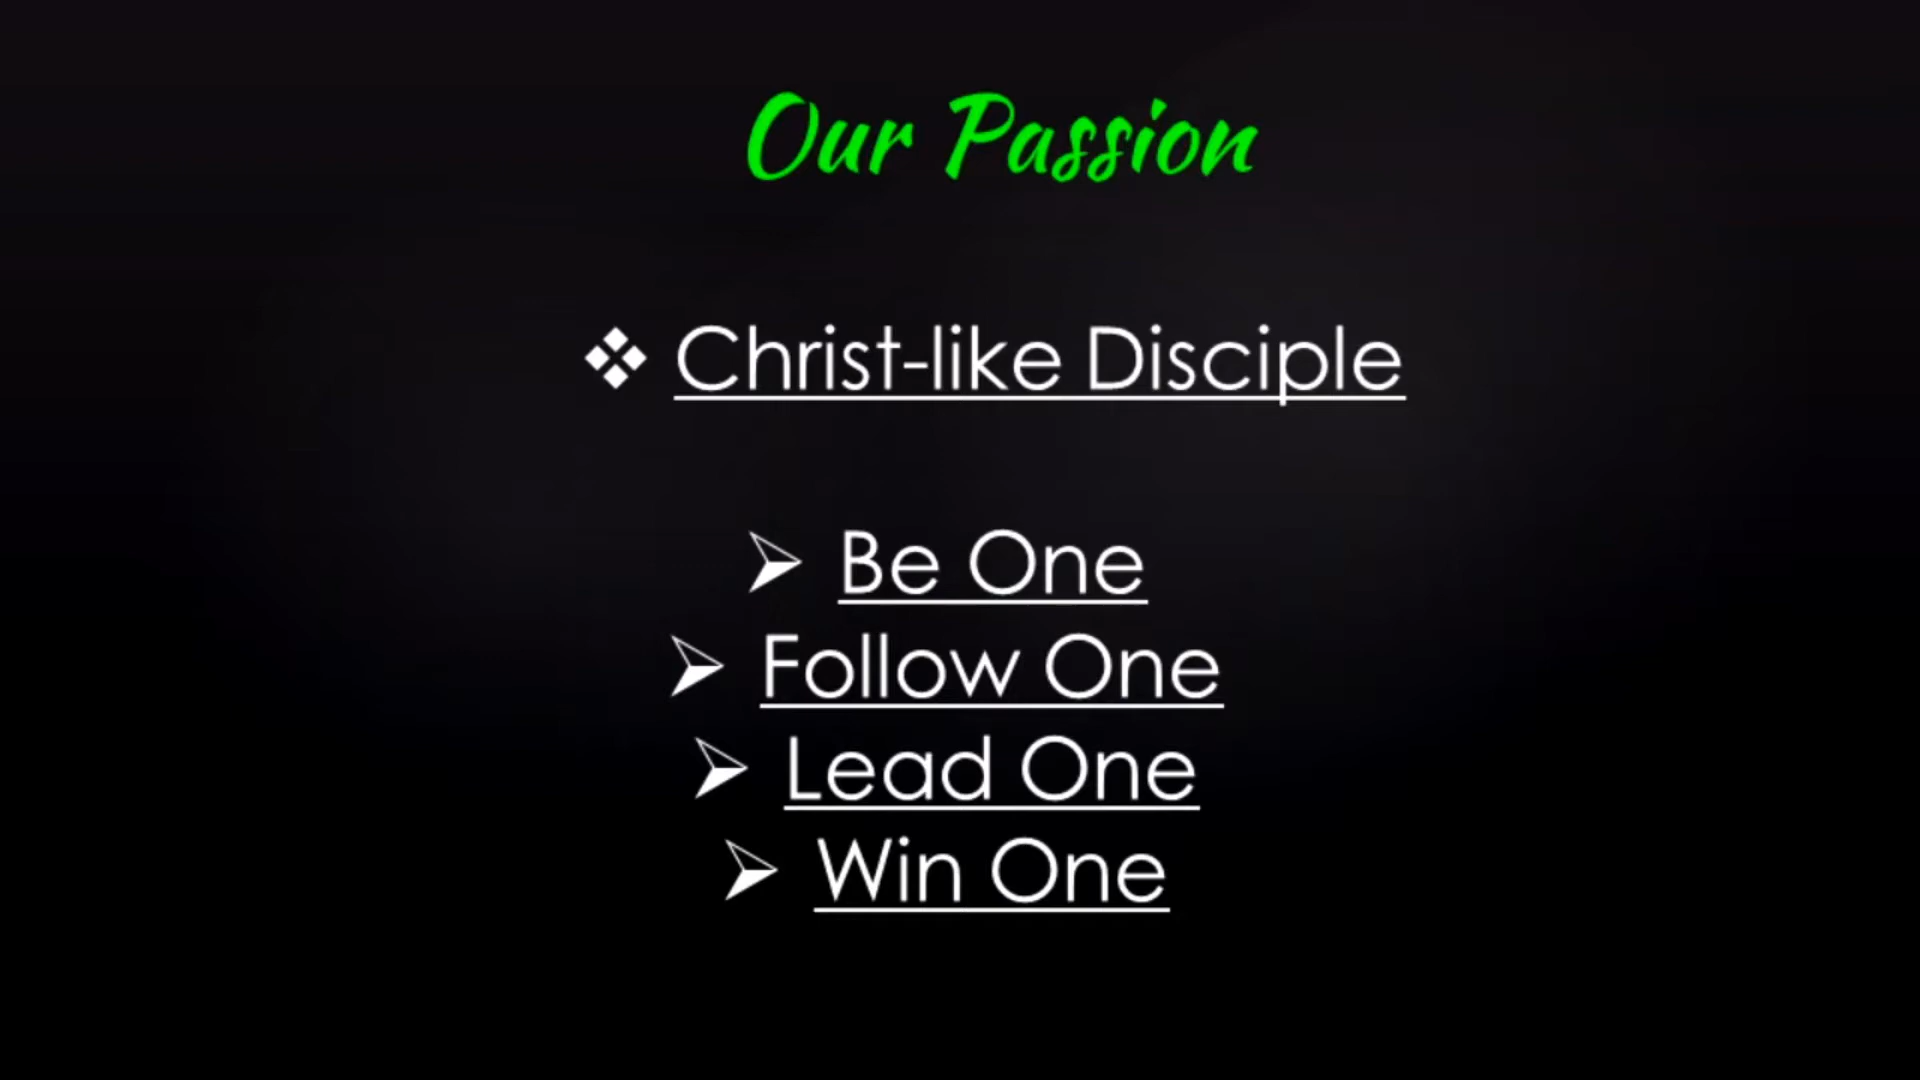 Our Passion
❖ Christ-like Disciple
➢ Be One
➢ Follow One
➢ Lead One
➢ Win One